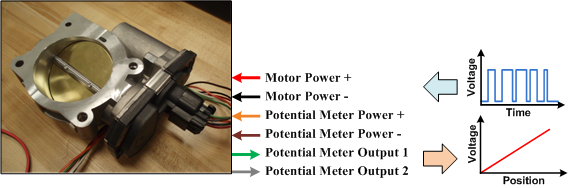 Motor Power +
Motor Power -
Potential Meter Power +
Potential Meter Power -
Potential Meter Output 1
Potential Meter Output 2
Voltage
Time
Voltage
Position